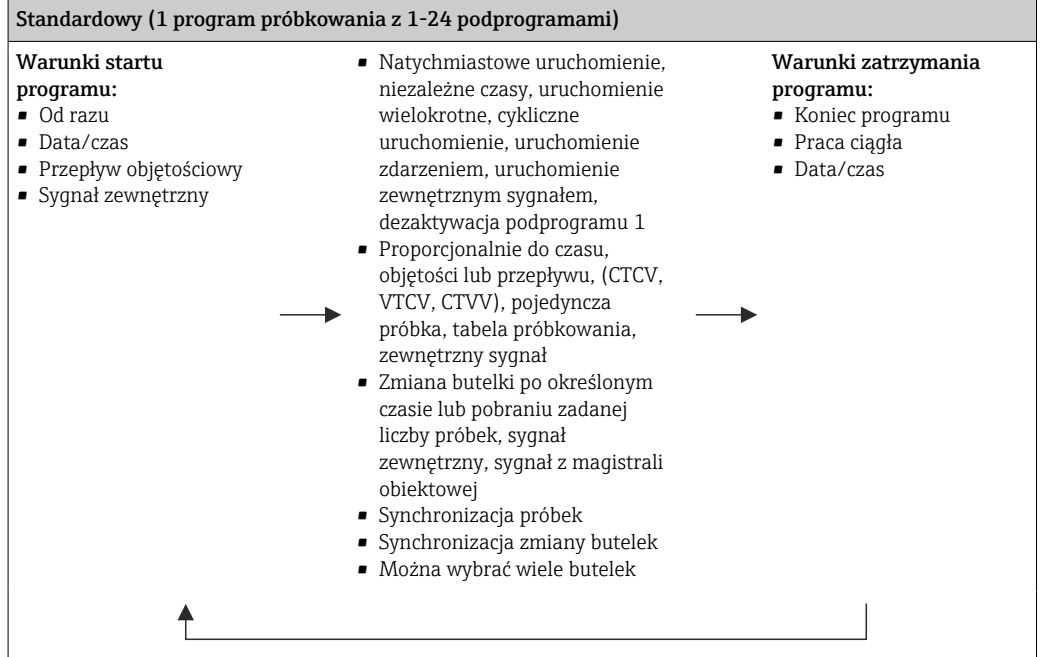 Standardowy (1 program próbkowania z 1-24 podprogramami)
Warunki startu
programu:
▪ Od razu
▪ Data/czas
▪ Przepływ objętościowy
▪ Sygnał zewnętrzny
▪ Natychmiastowe uruchomienie,
niezależne czasy, uruchomienie
wielokrotne, cykliczne
uruchomienie, uruchomienie
zdarzeniem, uruchomienie
zewnętrznym sygnałem,
dezaktywacja podprogramu 1
▪ Proporcjonalnie do czasu,
objętości lub przepływu, (CTCV,
VTCV, CTVV), pojedyncza
próbka, tabela próbkowania,
zewnętrzny sygnał
▪ Zmiana butelki po określonym
czasie lub pobraniu zadanej
liczby próbek, sygnał
zewnętrzny, sygnał z magistrali
obiektowej
▪ Synchronizacja próbek
▪ Synchronizacja zmiany butelek
▪ Można wybrać wiele butelek
Warunki zatrzymania
programu:
▪ Koniec programu
▪ Praca ciągła
▪ Data/czas